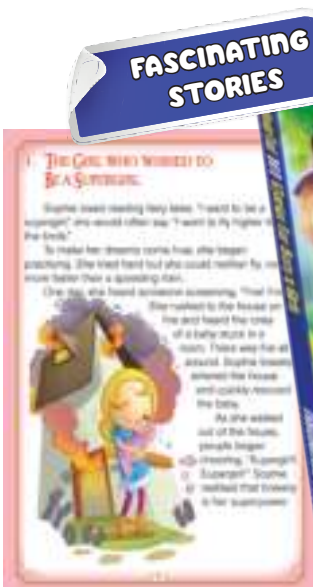 FASCINATING
STORIES
1. THE GIRL WHO WISHED TO
BE A SUPERGIRL
Sophie loved reading fairy tales. "I want to be a
supergirl," she would often say. "I want to fly higher
the birds."
To make her dreams come true, she began
practising. She tried hard but she could neither fly, no
more faster than a speeding train.
One day, she heard someone screaming, "Fire! Fire
She rushed to the house on
fire and heard the cries
of a baby stuck in a
room. There was fire all
around. Sophie bravely
entered the house
and quickly rescued
the baby.
As she walked
out of the house,
people began
cheering, "Supergirl!
Supergirl!" Sophie
realised that bravery
is her superpower.